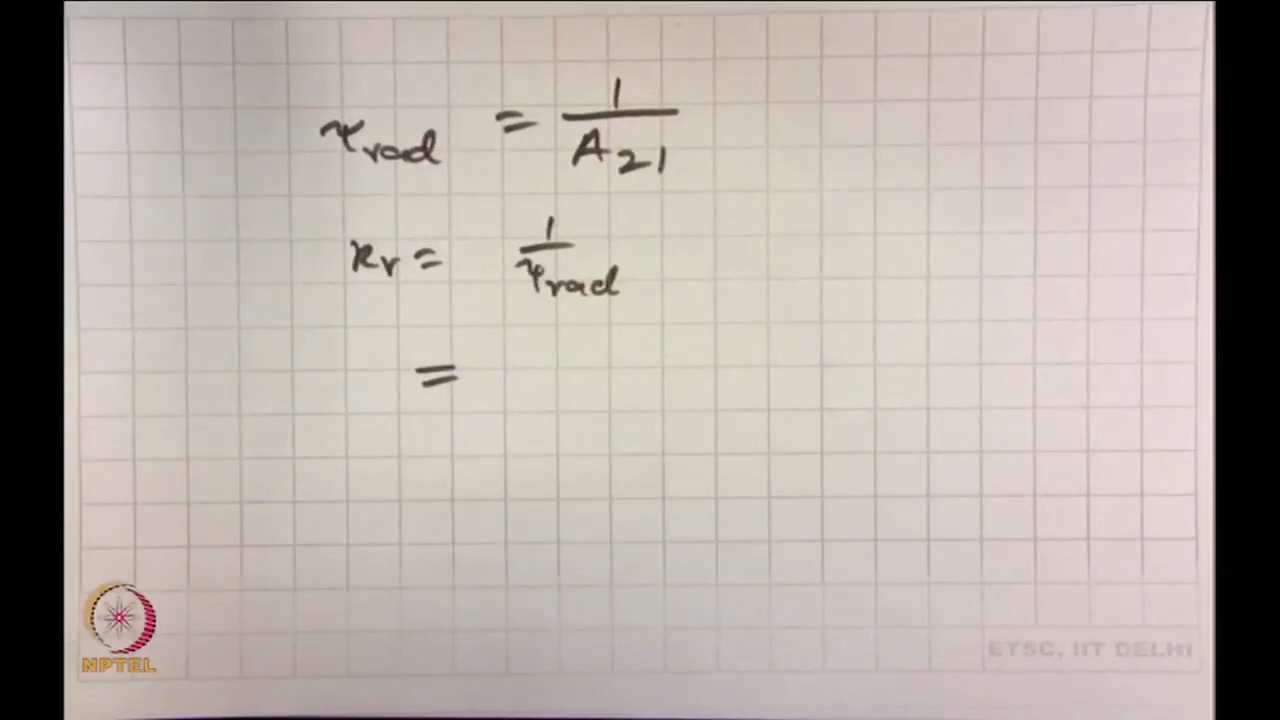 τrad = 1/A21
kr = 1/τrad
=
NPTEL
ETSC, IIT DELHI